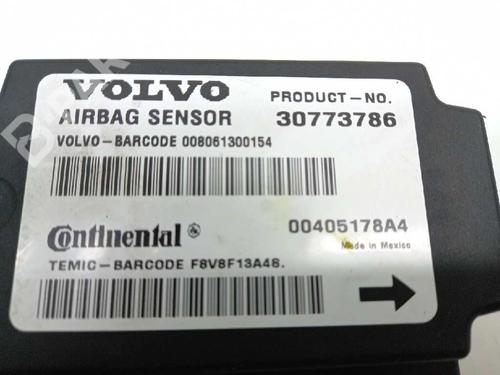 VOLVO
AIRBAG SENSOR
PRODUCT-NO.
30773786
VOLVO-BARCODE 008061300154
Continental
00405178A4
Made in Mexico
TEMIC-BARCODE F8V8F13A48.